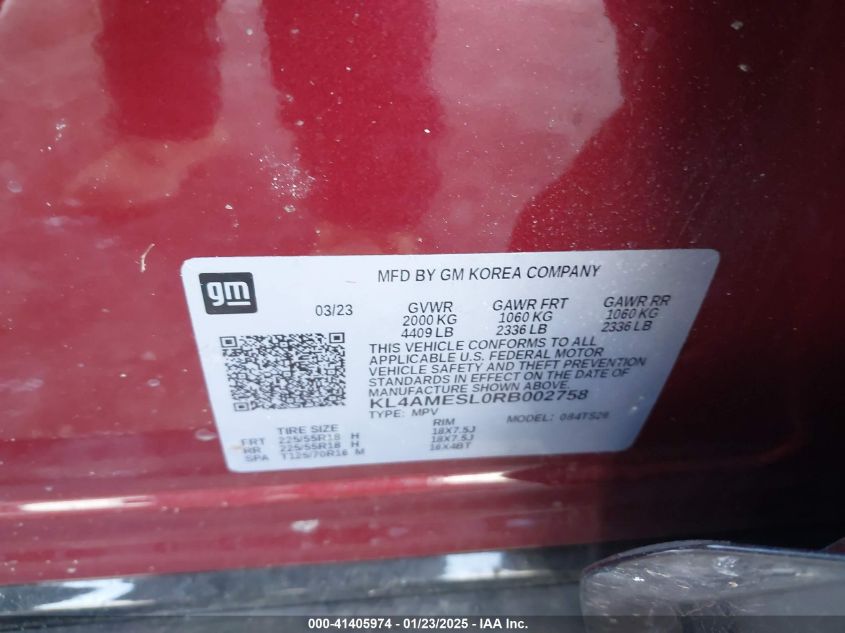 gm
MFD BY GM KOREA COMPANY
03/23
GVWR
2000 KG
4409 LB
GAWR FRT
1060 KG
2336 LB
GAWR RR
1060 KG
2336 LB
THIS VEHICLE CONFORMS TO ALL
APPLICABLE U.S. FEDERAL MOTOR
VEHICLE SAFETY AND THEFT PREVENTION
STANDARDS IN EFFECT ON THE DATE OF
MANUFACTURE SHOWN ABOVE.
KL4AMESL0RB002758
TYPE: MPV MODEL: 084TS26
TIRE SIZE RIM
FRT 225/55R18 H 18X7.5J
RR 225/55R18 H 18X7.5J
SPA T125/70R16 M 16X4BT
000-41405974 - 01/23/2025 - IAA Inc.